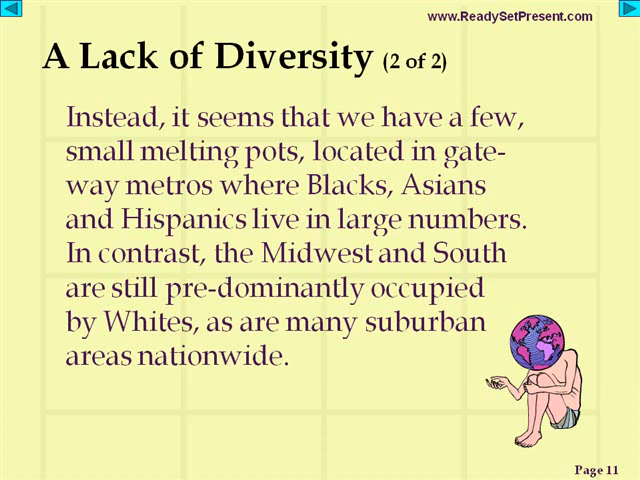 www.ReadySetPresent.com
A Lack of Diversity (2 of 2)
Instead, it seems that we have a few,
small melting pots, located in gate-
way metros where Blacks, Asians
and Hispanics live in large numbers.
In contrast, the Midwest and South
are still pre-dominantly occupied
by Whites, as are many suburban
areas nationwide.
Page 11